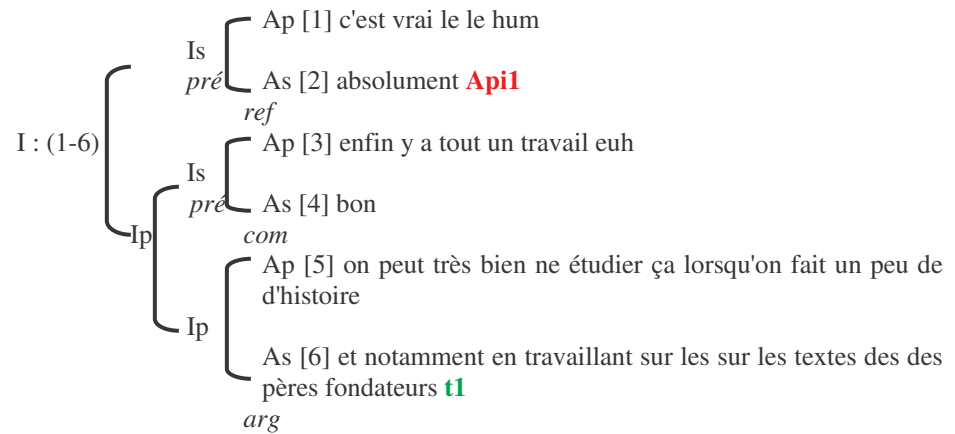 Ap [1] c'est vrai le le hum
Is
pré As [2] absolument Api1
ref
I : (1-6)
Ap [3] enfin y a tout un travail euh
Is
pré As [4] bon
Ip
com
Ap [5] on peut très bien ne étudier ça lorsqu'on fait un peu de
d'histoire
Ip
As [6] et notamment en travaillant sur les sur les textes des des
pères fondateurs t1
arg